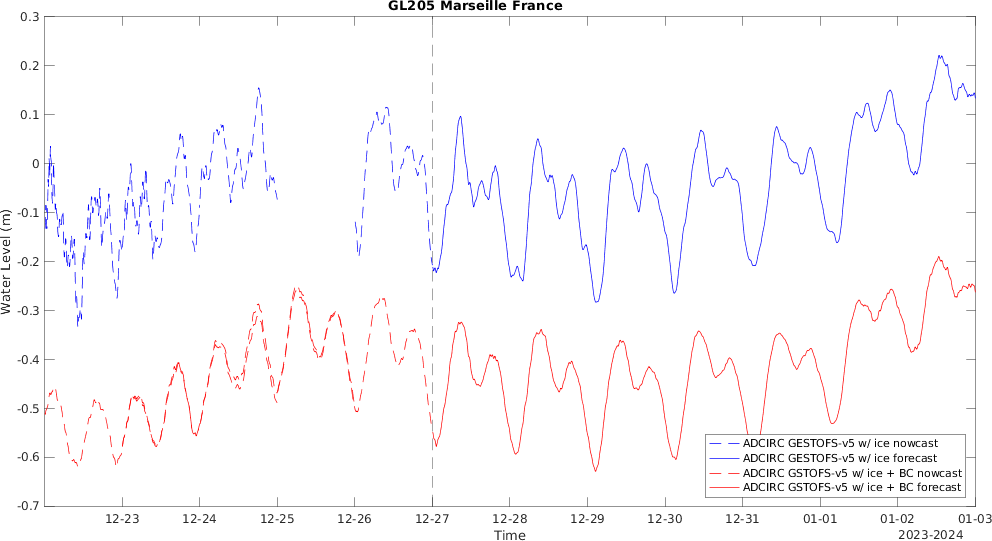 GL205 Marseille France
0.3
0.2
0.1
0
-0.1
-0.2
-0.3
-0.4
-0.5
-0.6
-0.7
Water Level (m)
ADCIRC GESTOFS-v5 w/ ice nowcast
ADCIRC GESTOFS-v5 w/ ice forecast
ADCIRC GSTOFS-v5 w/ ice + BC nowcast
ADCIRC GSTOFS-v5 w/ ice + BC forecast
12-23 12-24 12-25 12-26 12-27 12-28 12-29 12-30 12-31 01-01 01-02 01-03
Time
2023-2024